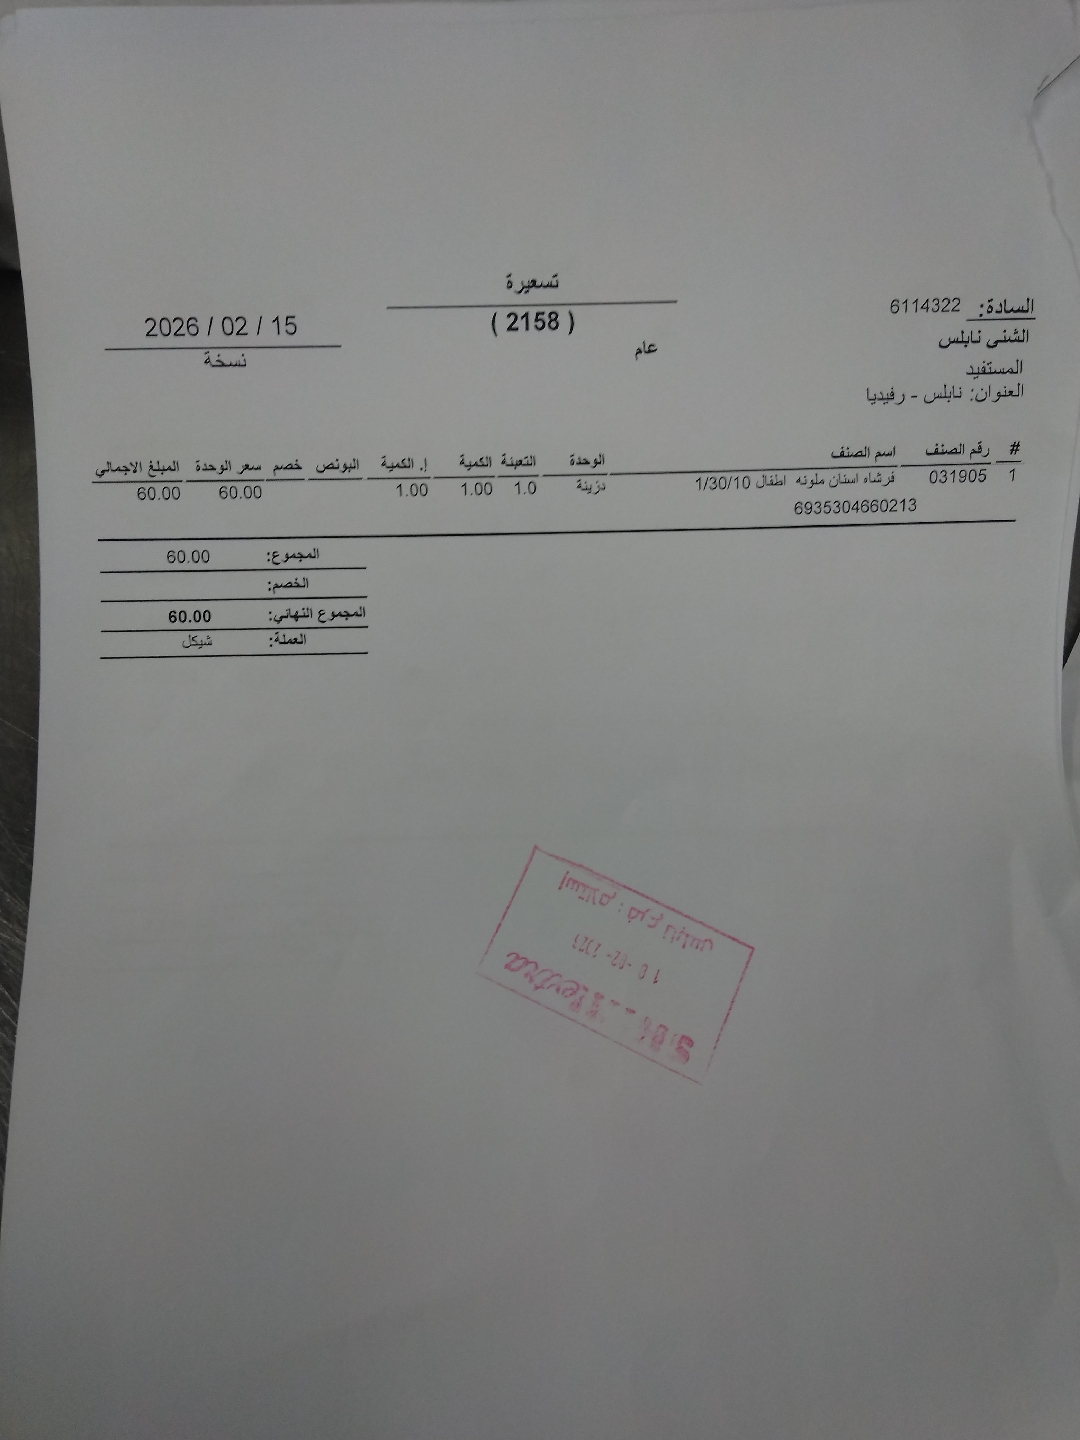 تسعيرة
( 2158 )
عام
السادة: 6114322
الشنى نابلس
المستفيد
العنوان: نابلس - رفيديا
2026 / 02 / 15
نسخة
# رقم الصنف اسم الصنف الوحدة التعبئة الكمية إ. الكمية البونص خصم سعر الوحدة المبلغ الاجمالي
1 031905 فرشاه اسنان ملونه اطفال 1/30/10 دزينة 1.0 1.00 1.00 60.00 60.00
6935304660213
المجموع: 60.00
الخصم:
المجموع النهائي: 60.00
العملة: شيكل
إستلام : فرع نابلس